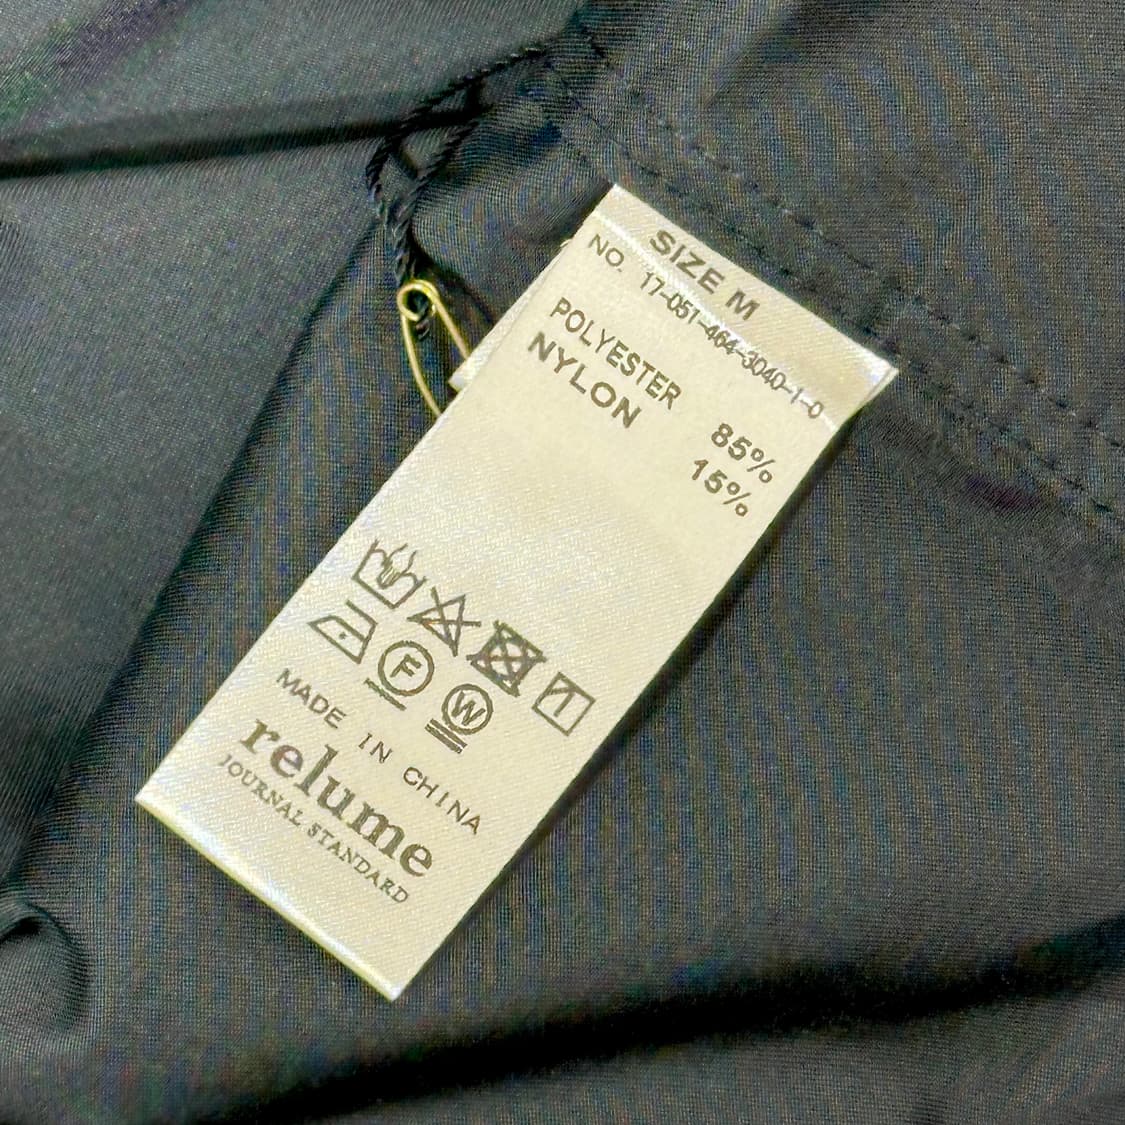 SIZE M
NO. 17-051-464-3040-1-0
POLYESTER 85%
NYLON 15%
F
W
MADE IN CHINA
relume
JOURNAL STANDARD